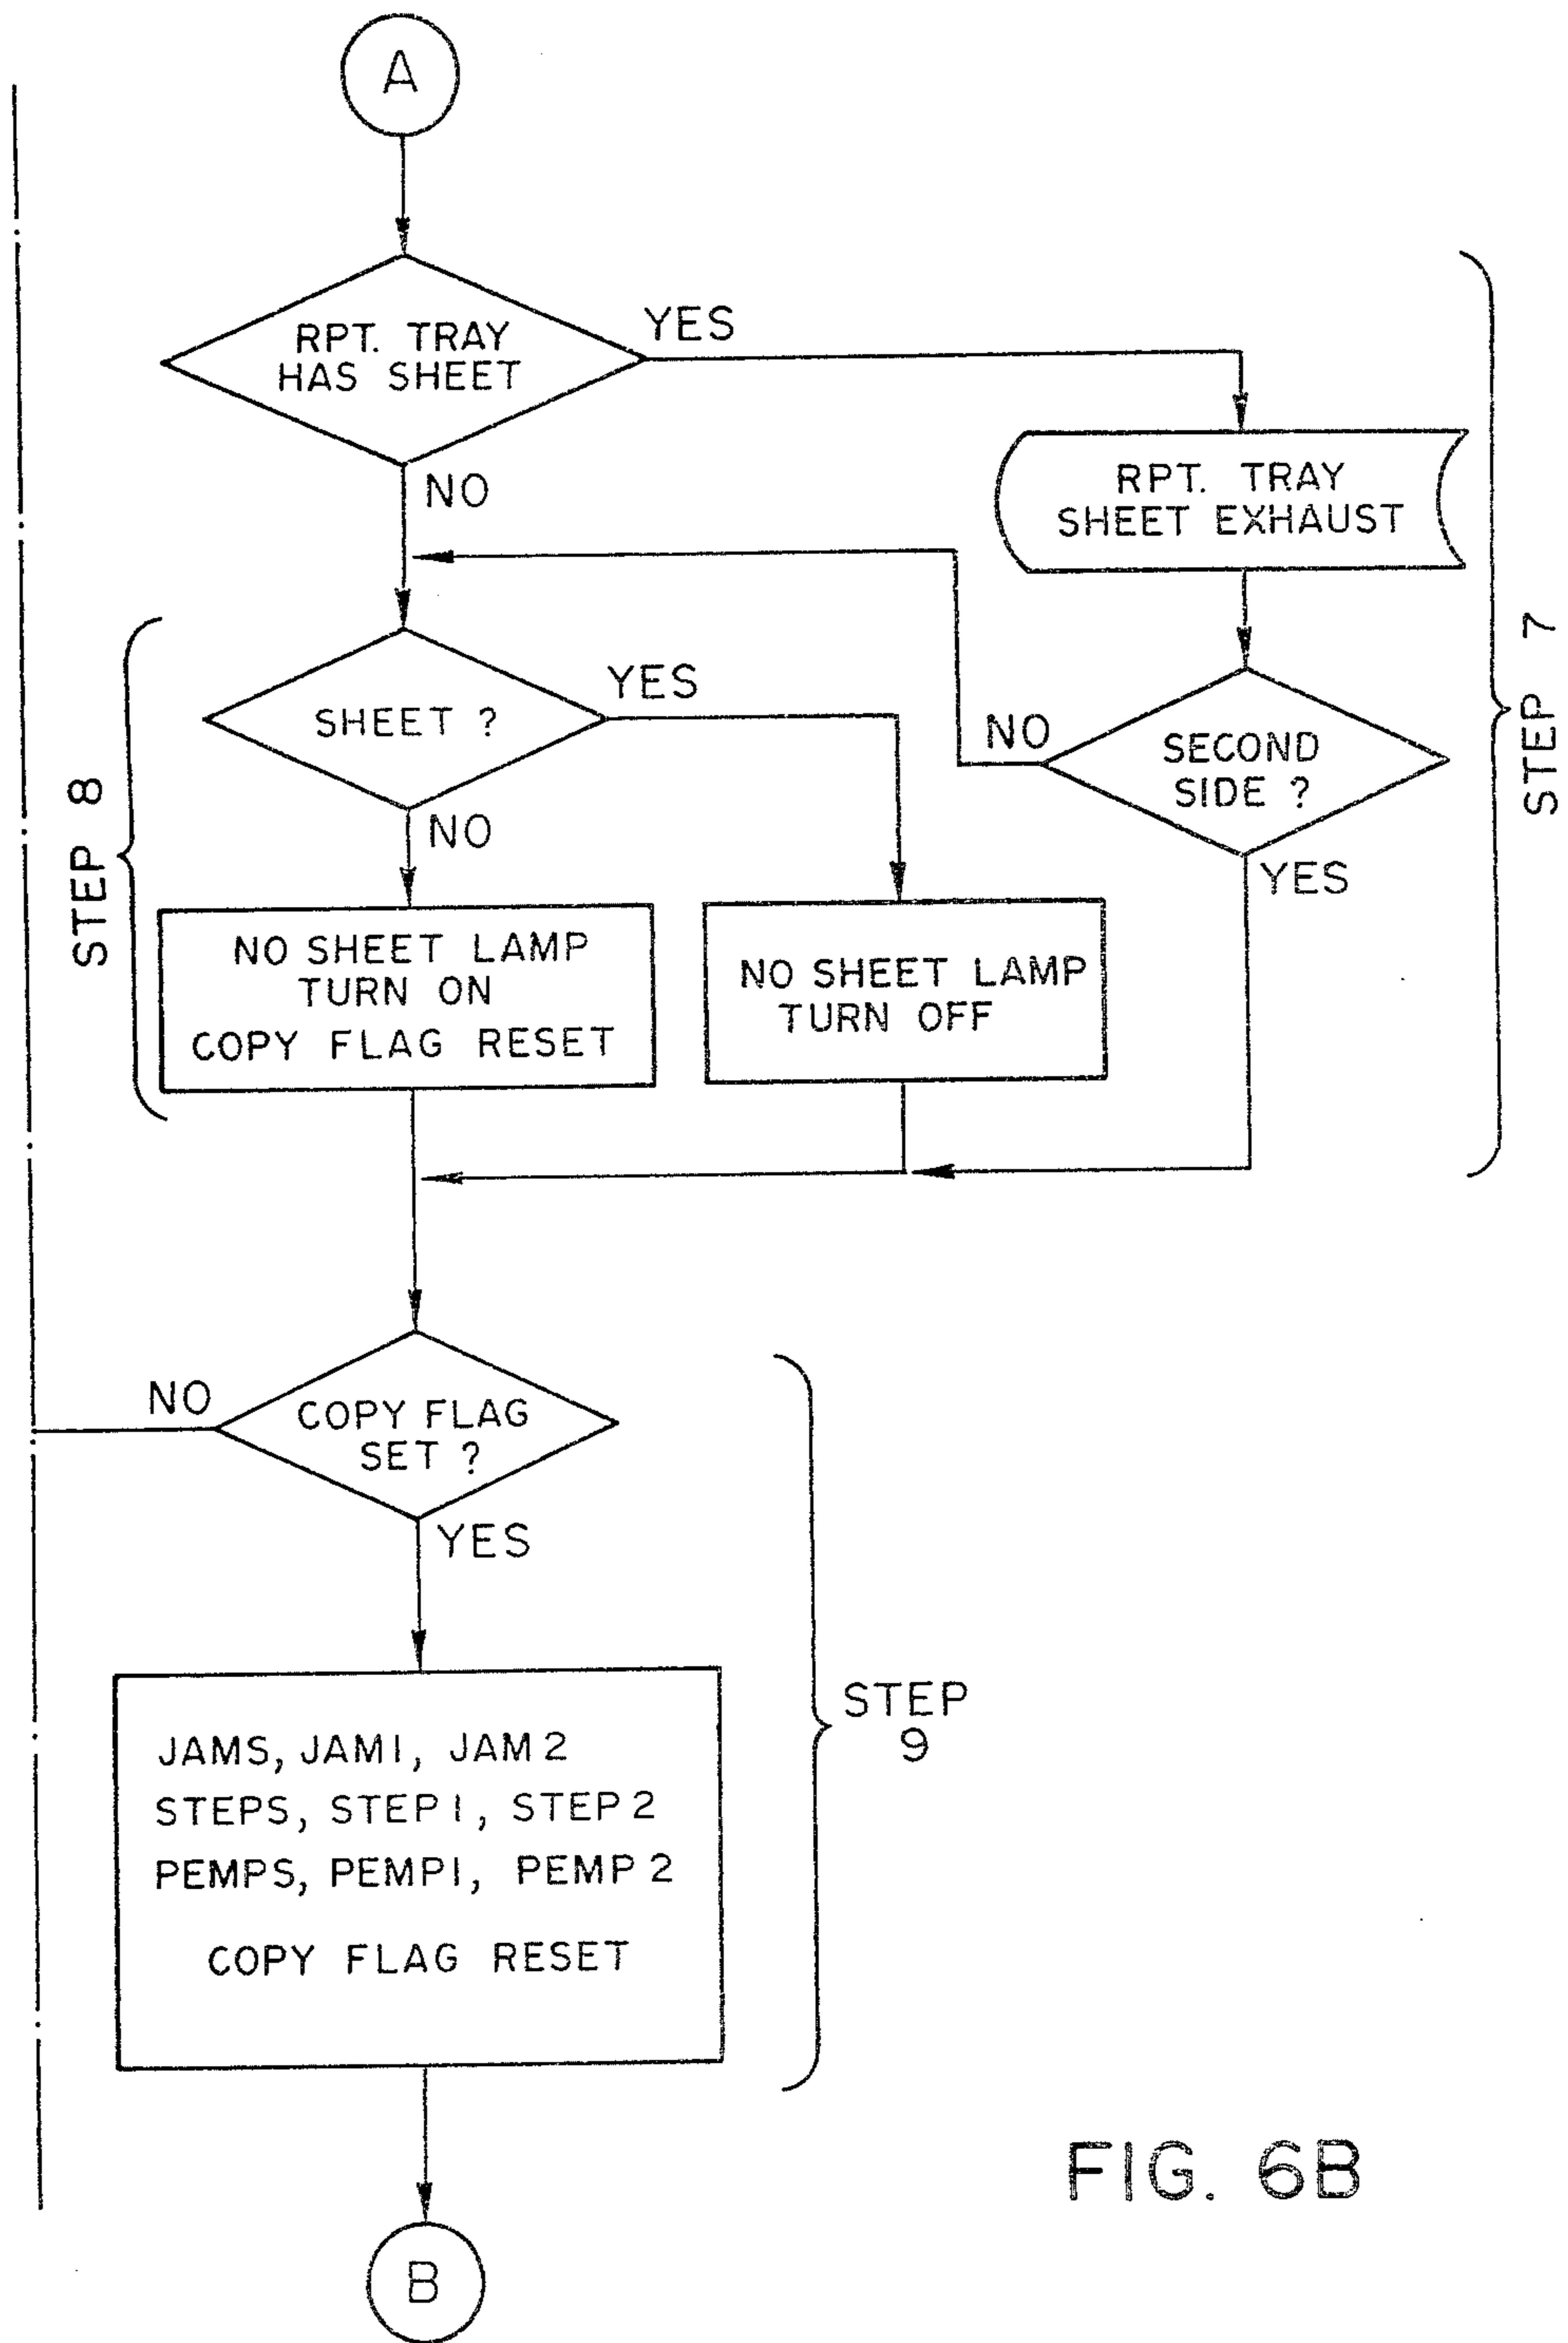 A
RPT. TRAY
HAS SHEET
YES
NO
RPT. TRAY
SHEET EXHAUST
STEP 7
SHEET ?
YES
NO
SECOND
SIDE ?
NO
YES
STEP 8
NO SHEET LAMP
TURN ON
COPY FLAG RESET
NO SHEET LAMP
TURN OFF
COPY FLAG
SET ?
NO
YES
STEP
9
JAMS, JAM1, JAM2
STEPS, STEP1, STEP2
PEMPS, PEMP1, PEMP2
COPY FLAG RESET
B
FIG. 6B